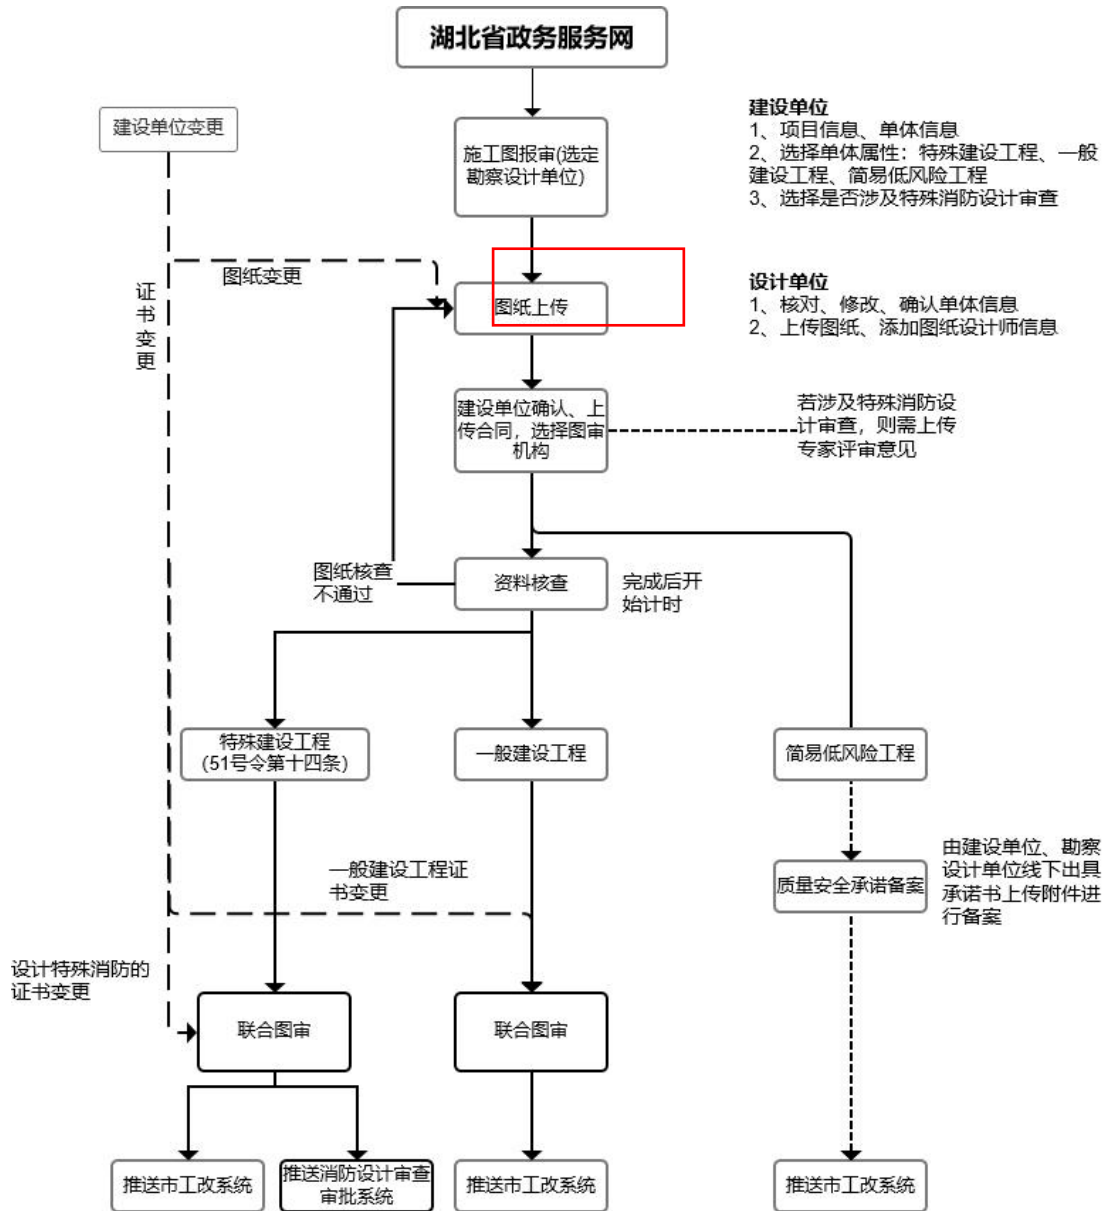 湖北省政务服务网
建设单位变更
施工图报审(选定
勘察设计单位)
建设单位
1、项目信息、单体信息
2、选择单体属性：特殊建设工程、一般
建设工程、简易低风险工程
3、选择是否涉及特殊消防设计审查
证
书
变
更
图纸变更
图纸上传
设计单位
1、核对、修改、确认单体信息
2、上传图纸、添加图纸设计师信息
建设单位确认、上
传合同，选择图审
机构
若涉及特殊消防设
计审查，则需上传
专家评审意见
图纸核查
不通过
资料核查
完成后开
始计时
特殊建设工程
（51号令第十四条）
一般建设工程
简易低风险工程
一般建设工程证
书变更
质量安全承诺备案
由建设单位、勘察
设计单位线下出具
承诺书上传附件进
行备案
设计特殊消防的
证书变更
联合图审
联合图审
推送市工改系统
推送消防设计审查
审批系统
推送市工改系统
推送市工改系统